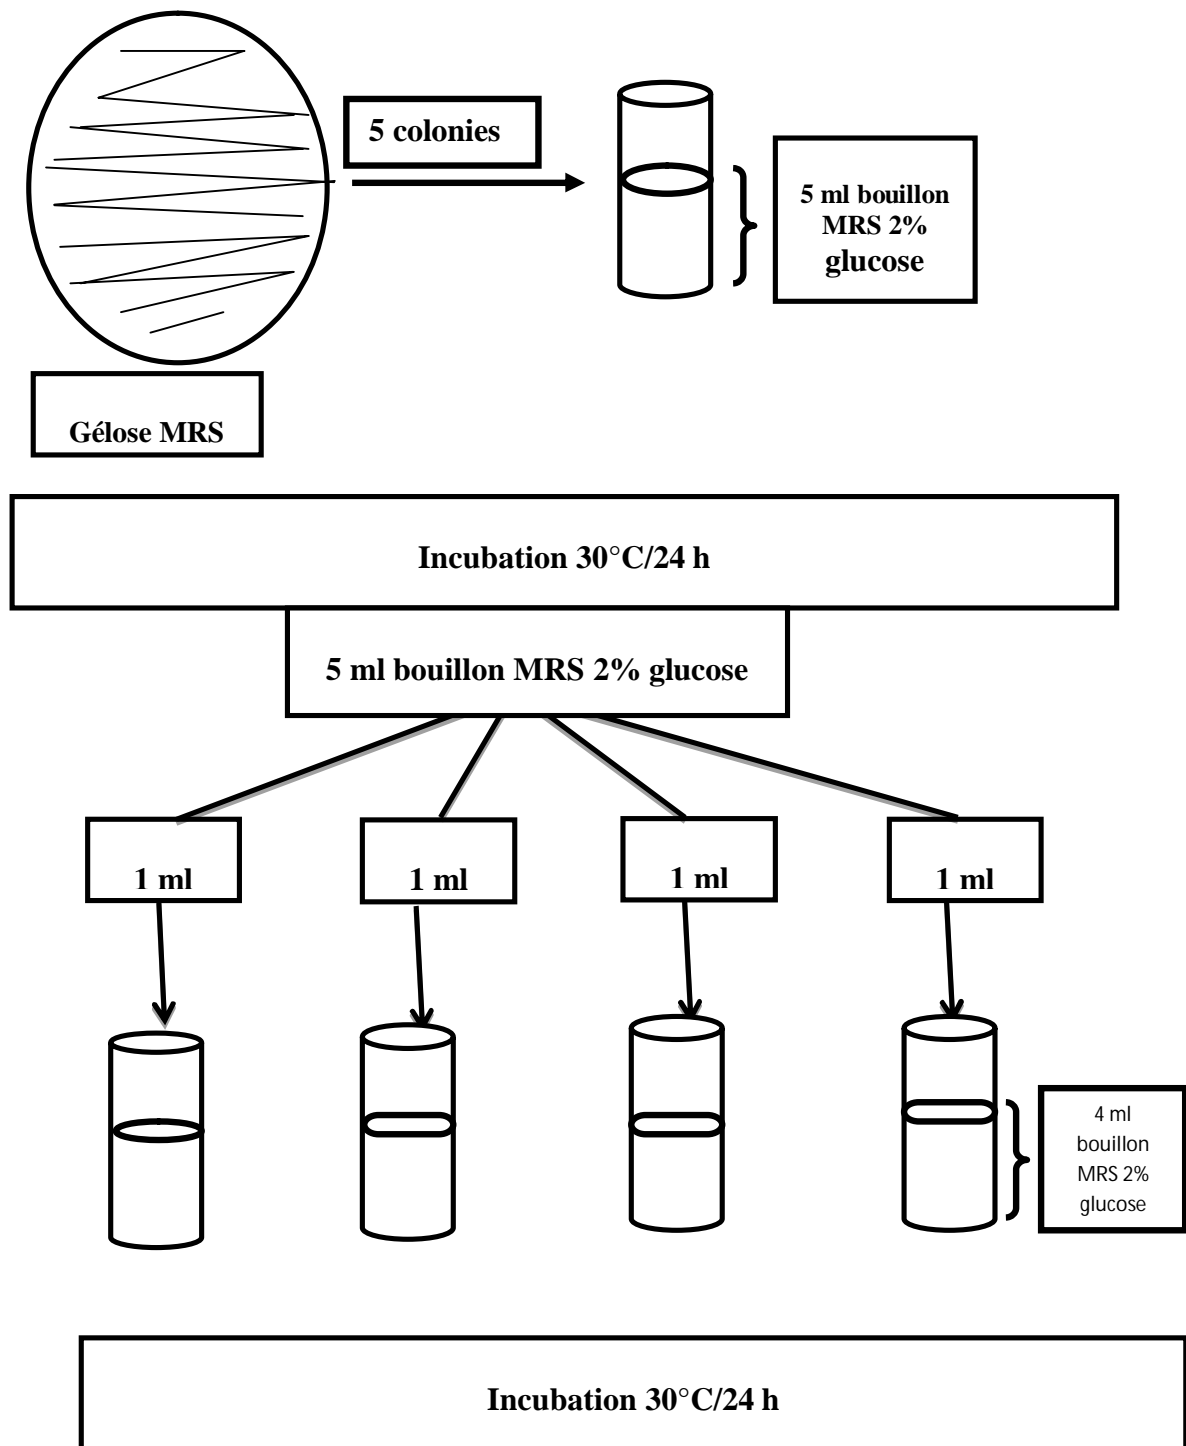 5 colonies
5 ml bouillon
MRS 2%
glucose
Gélose MRS
Incubation 30°C/24 h
5 ml bouillon MRS 2% glucose
1 ml
1 ml
1 ml
1 ml
4 ml
bouillon
MRS 2%
glucose
Incubation 30°C/24 h